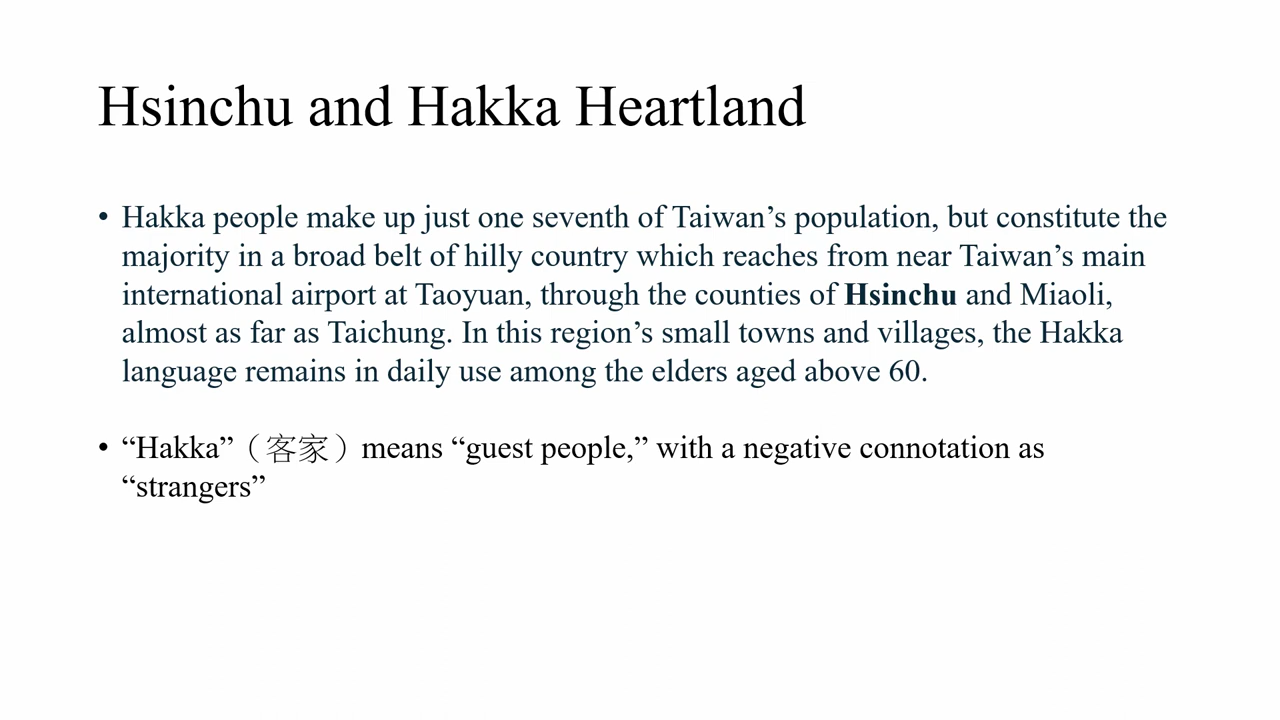 Hsinchu and Hakka Heartland
• Hakka people make up just one seventh of Taiwan’s population, but constitute the
majority in a broad belt of hilly country which reaches from near Taiwan’s main
international airport at Taoyuan, through the counties of Hsinchu and Miaoli,
almost as far as Taichung. In this region’s small towns and villages, the Hakka
language remains in daily use among the elders aged above 60.
• “Hakka”（客家）means “guest people,” with a negative connotation as
“strangers”